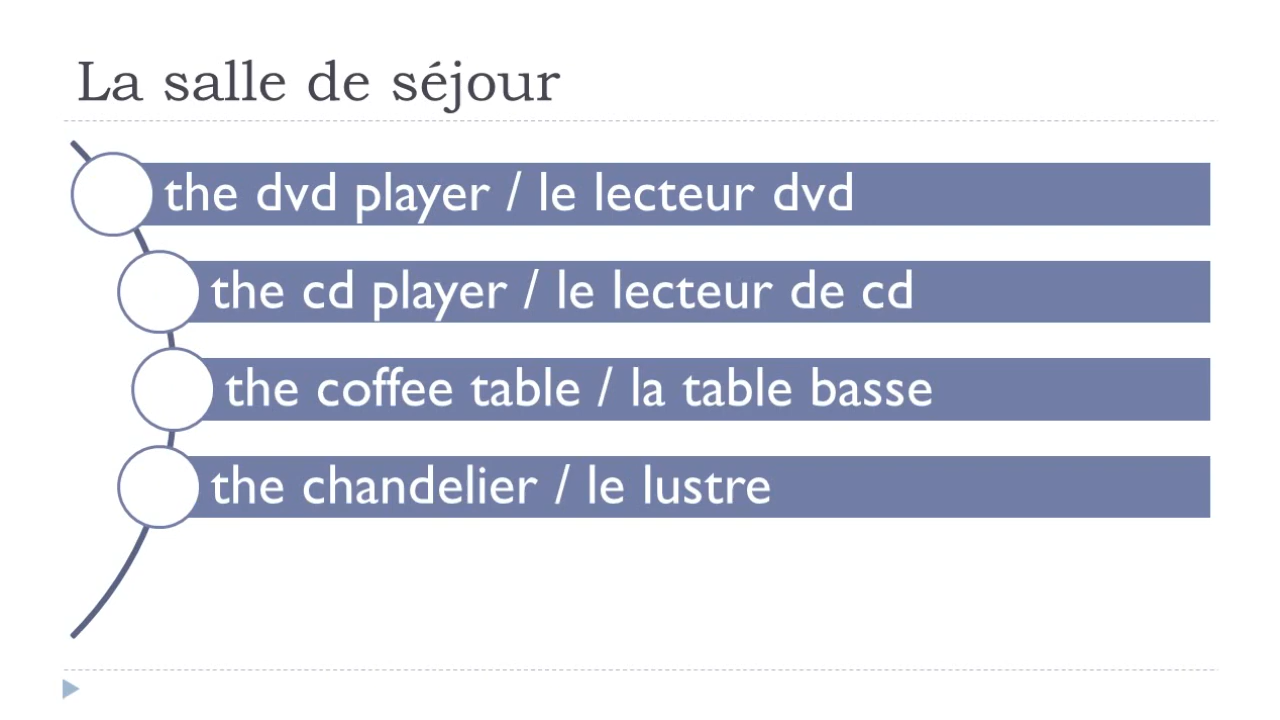 La salle de séjour
the dvd player / le lecteur dvd
the cd player / le lecteur de cd
the coffee table / la table basse
the chandelier / le lustre